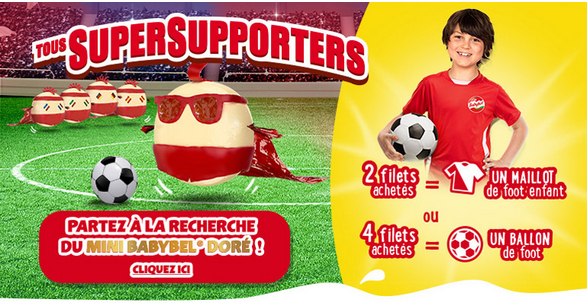 TOUS SUPERSUPPORTERS
PARTEZ À LA RECHERCHE
DU MINI BABYBEL® DORÉ !
CLIQUEZ ICI
2 filets
achetés
=
UN MAILLOT
de foot enfant
ou
4 filets
achetés
=
UN BALLON
de foot